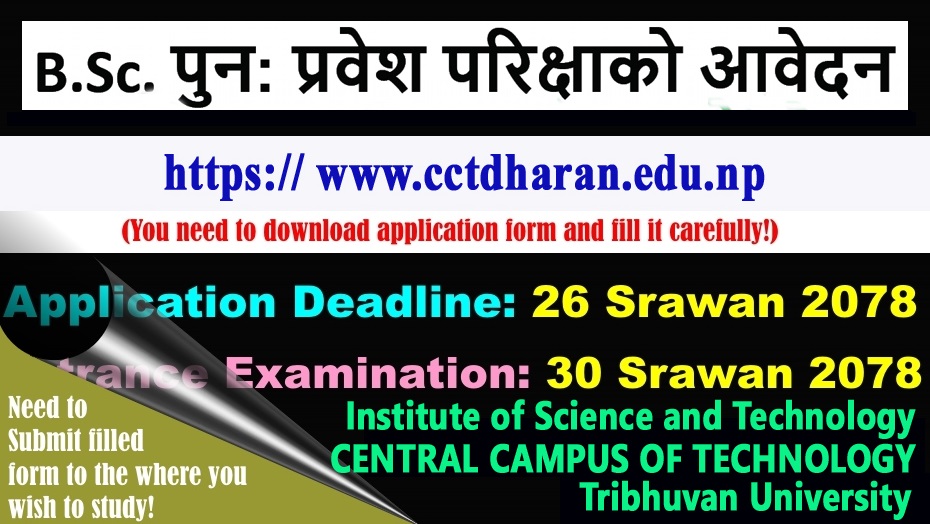 B.Sc. पुन: प्रवेश परिक्षाको आवेदन
https:// www.cctdharan.edu.np
(You need to download application form and fill it carefully!)
Application Deadline: 26 Srawan 2078
trance Examination: 30 Srawan 2078
Need to
Submit filled
form to the where you
wish to study!
Institute of Science and Technology
CENTRAL CAMPUS OF TECHNOLOGY
Tribhuvan University